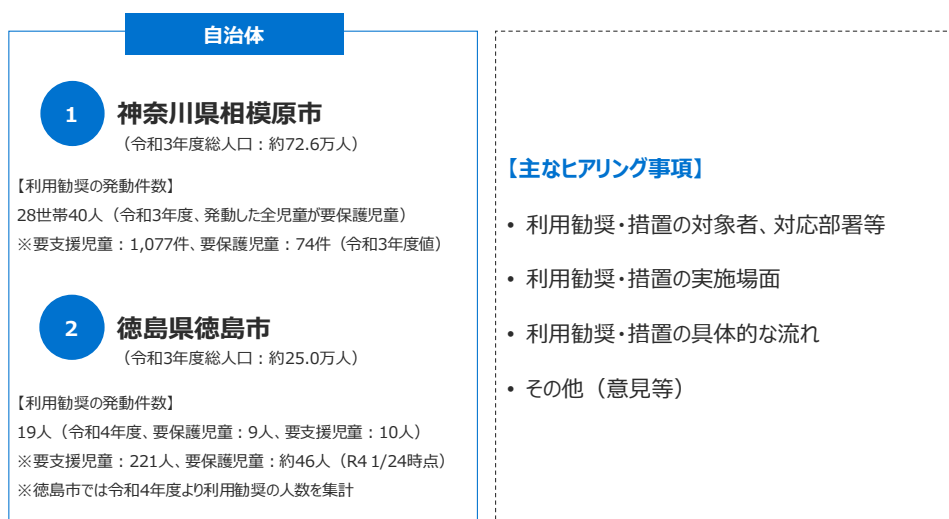 自治体
1
神奈川県相模原市
（令和3年度総人口：約72.6万人）
【利用勧奨の発動件数】
28世帯40人（令和3年度、発動した全児童が要保護児童）
※要支援児童：1,077件、要保護児童：74件（令和3年度値）
2
徳島県徳島市
（令和3年度総人口：約25.0万人）
【利用勧奨の発動件数】
19人（令和4年度、要保護児童：9人、要支援児童：10人）
※要支援児童：221人、要保護児童：約46人（R4 1/24時点）
※徳島市では令和4年度より利用勧奨の人数を集計
【主なヒアリング事項】
• 利用勧奨・措置の対象者、対応部署等
• 利用勧奨・措置の実施場面
• 利用勧奨・措置の具体的な流れ
• その他（意見等）